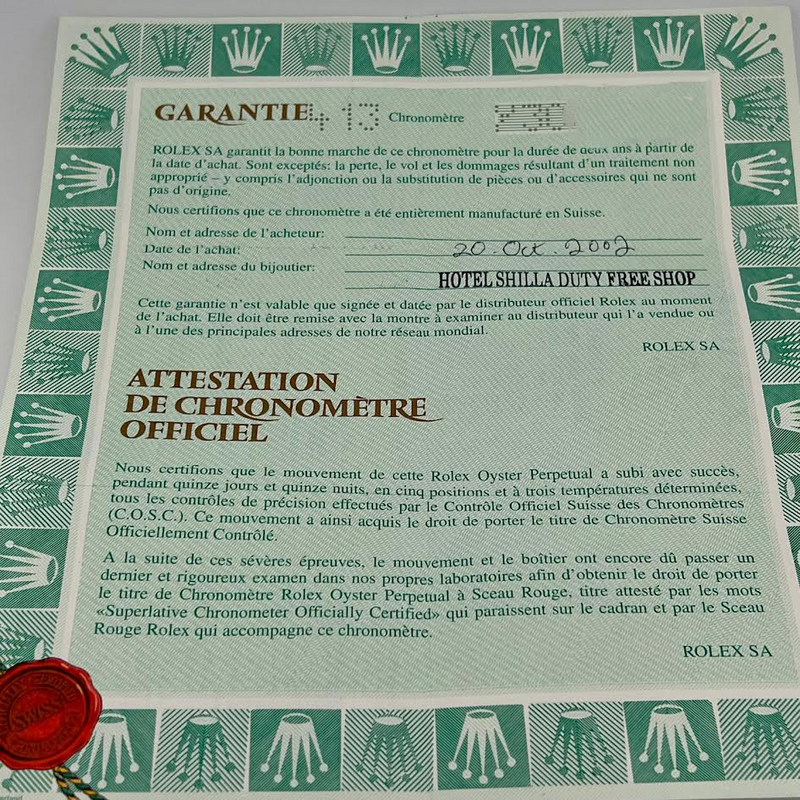 GARANTIE 413 Chronomètre
ROLEX SA garantit la bonne marche de ce chronomètre pour la durée de deux ans à partir de
la date d'achat. Sont exceptés: la perte, le vol et les dommages résultant d'un traitement non
approprié – y compris l'adjonction ou la substitution de pièces ou d'accessoires qui ne sont
pas d'origine.
Nous certifions que ce chronomètre a été entièrement manufacturé en Suisse.
Nom et adresse de l'acheteur:
Date de l'achat: 20. Oct. 2002
Nom et adresse du bijoutier:
HOTEL SHILLA DUTY FREE SHOP
Cette garantie n'est valable que signée et datée par le distributeur officiel Rolex au moment
de l'achat. Elle doit être remise avec la montre à examiner au distributeur qui l'a vendue ou
à l'une des principales adresses de notre réseau mondial.
ROLEX SA
ATTESTATION
DE CHRONOMÈTRE
OFFICIEL
Nous certifions que le mouvement de cette Rolex Oyster Perpetual a subi avec succès,
pendant quinze jours et quinze nuits, en cinq positions et à trois températures déterminées,
tous les contrôles de précision effectués par le Contrôle Officiel Suisse des Chronomètres
(C.O.S.C.). Ce mouvement a ainsi acquis le droit de porter le titre de Chronomètre Suisse
Officiellement Contrôlé.
A la suite de ces sévères épreuves, le mouvement et le boîtier ont encore dû passer un
dernier et rigoureux examen dans nos propres laboratoires afin d'obtenir le droit de porter
le titre de Chronomètre Rolex Oyster Perpetual à Sceau Rouge, titre attesté par les mots
«Superlative Chronometer Officially Certified» qui paraissent sur le cadran et par le Sceau
Rouge Rolex qui accompagne ce chronomètre.
ROLEX SA
SWISS